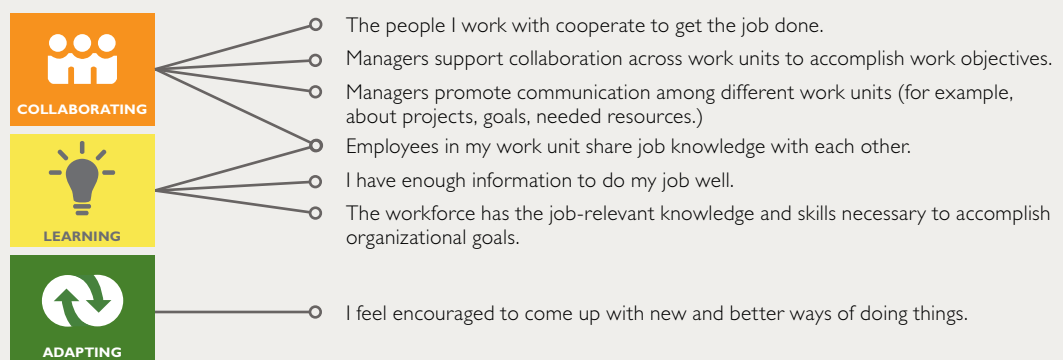 The people I work with cooperate to get the job done.
Managers support collaboration across work units to accomplish work objectives.
COLLABORATING
Managers promote communication among different work units (for example,
about projects, goals, needed resources.)
Employees in my work unit share job knowledge with each other.
I have enough information to do my job well.
LEARNING
The workforce has the job-relevant knowledge and skills necessary to accomplish
organizational goals.
I feel encouraged to come up with new and better ways of doing things.
ADAPTING